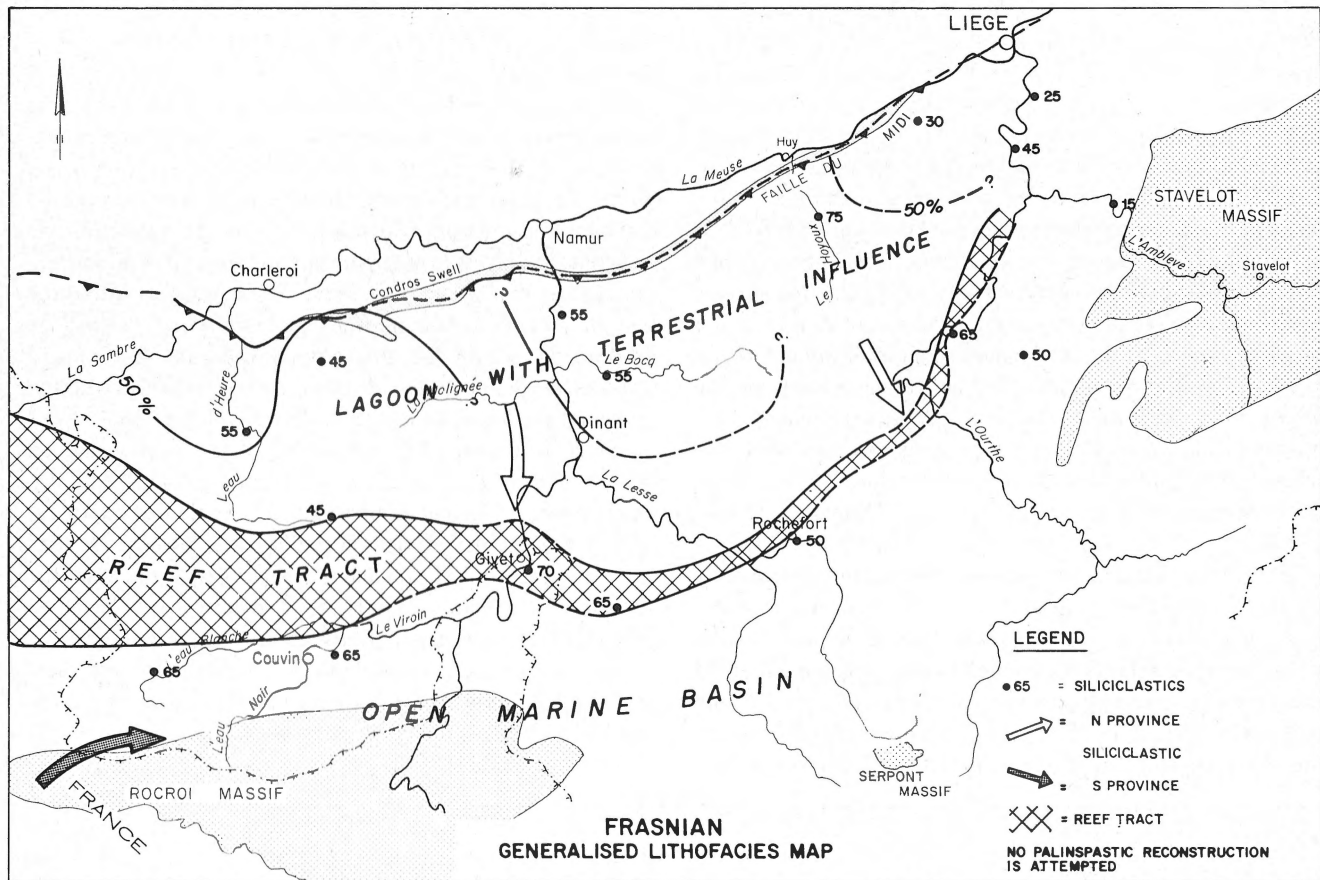 LIEGE
25
30
MIDI
45
Huy
La Meuse
FAILLE DU
50%
?
75
15
STAVELOT
MASSIF
L'Ambleve
Stavelot
Namur
Le Hoyoux
Charleroi
Condros Swell
?
LAGOON WITH TERRESTRIAL INFLUENCE
55
65
50
La Sambre
45
Le Bocq
55
?
La Molignée
?
50%
d'Heure
55
L'eau
Dinant
L'Ourthe
La Lesse
45
Rochefort
50
REEF TRACT
Givet
70
65
Le Viroin
L'eau Blanche
65
Couvin
65
L'eau Noir
OPEN MARINE BASIN
SERPONT
MASSIF
ROCROI MASSIF
FRANCE
FRASNIAN
GENERALISED LITHOFACIES MAP
LEGEND
65 = SILICICLASTICS
= N PROVINCE
SILICICLASTIC
= S PROVINCE
= REEF TRACT
NO PALINSPASTIC RECONSTRUCTION
IS ATTEMPTED